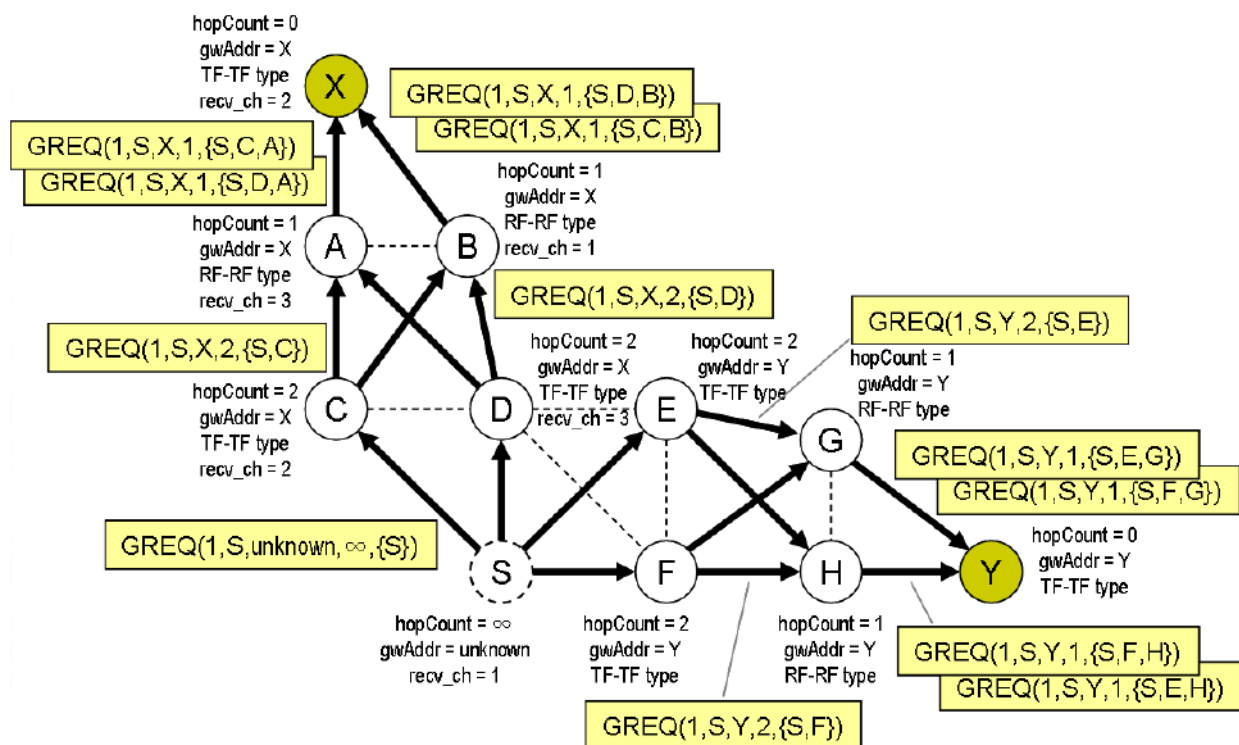 hopCount = 0
gwAddr = X
TF-TF type
recv_ch = 2
X
GREQ(1,S,X,1,{S,D,B})
GREQ(1,S,X,1,{S,C,B})
GREQ(1,S,X,1,{S,C,A})
GREQ(1,S,X,1,{S,D,A})
hopCount = 1
gwAddr = X
RF-RF type
recv_ch = 1
hopCount = 1
gwAddr = X
RF-RF type
recv_ch = 3
A
B
GREQ(1,S,X,2,{S,D})
GREQ(1,S,Y,2,{S,E})
GREQ(1,S,X,2,{S,C})
hopCount = 2
gwAddr = X
TF-TF type
recv_ch = 3
hopCount = 2
gwAddr = Y
TF-TF type
hopCount = 1
gwAddr = Y
RF-RF type
hopCount = 2
gwAddr = X
TF-TF type
recv_ch = 2
C
D
E
G
GREQ(1,S,Y,1,{S,E,G})
GREQ(1,S,Y,1,{S,F,G})
GREQ(1,S,unknown,∞,{S})
hopCount = 0
gwAddr = Y
TF-TF type
S
F
H
Y
hopCount = ∞
gwAddr = unknown
recv_ch = 1
hopCount = 2
gwAddr = Y
TF-TF type
hopCount = 1
gwAddr = Y
RF-RF type
GREQ(1,S,Y,1,{S,F,H})
GREQ(1,S,Y,1,{S,E,H})
GREQ(1,S,Y,2,{S,F})